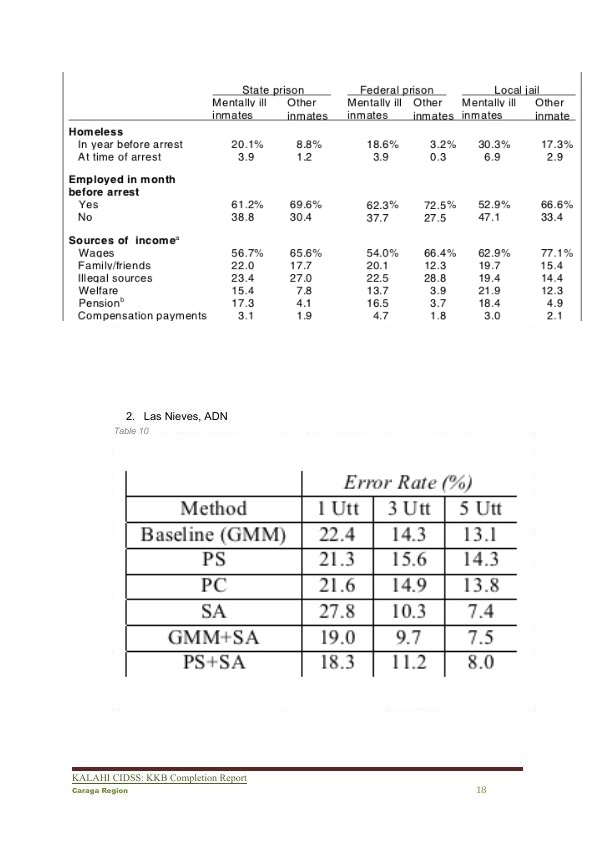 State prison Federal prison Local jail
Mentally ill Other Mentally ill Other Mentally ill Other
inmates inmates inmates inmates inmates inmate
Homeless
In year before arrest 20.1% 8.8% 18.6% 3.2% 30.3% 17.3%
At time of arrest 3.9 1.2 3.9 0.3 6.9 2.9
Employed in month
before arrest
Yes 61.2% 69.6% 62.3% 72.5% 52.9% 66.6%
No 38.8 30.4 37.7 27.5 47.1 33.4
Sources of incomeᵃ
Wages 56.7% 65.6% 54.0% 66.4% 62.9% 77.1%
Family/friends 22.0 17.7 20.1 12.3 19.7 15.4
Illegal sources 23.4 27.0 22.5 28.8 19.4 14.4
Welfare 15.4 7.8 13.7 3.9 21.9 12.3
Pensionᵇ 17.3 4.1 16.5 3.7 18.4 4.9
Compensation payments 3.1 1.9 4.7 1.8 3.0 2.1
2. Las Nieves, ADN
Table 10
Error Rate (%)
Method 1 Utt 3 Utt 5 Utt
Baseline (GMM) 22.4 14.3 13.1
PS 21.3 15.6 14.3
PC 21.6 14.9 13.8
SA 27.8 10.3 7.4
GMM+SA 19.0 9.7 7.5
PS+SA 18.3 11.2 8.0
KALAHI CIDSS: KKB Completion Report
Caraga Region 18